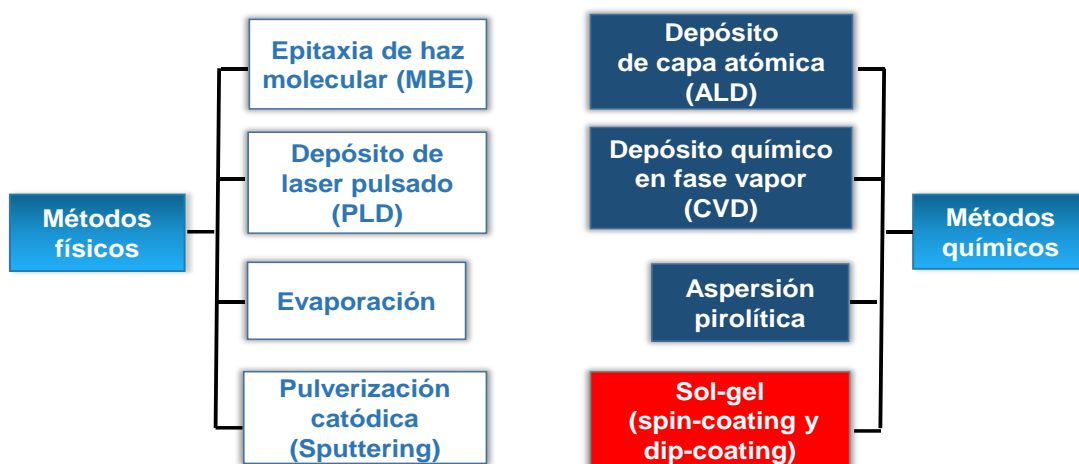 Métodos
físicos
Epitaxia de haz
molecular (MBE)
Depósito de
laser pulsado
(PLD)
Evaporación
Pulverización
catódica
(Sputtering)
Depósito
de capa atómica
(ALD)
Depósito químico
en fase vapor
(CVD)
Aspersión
pirolítica
Sol-gel
(spin-coating y
dip-coating)
Métodos
químicos